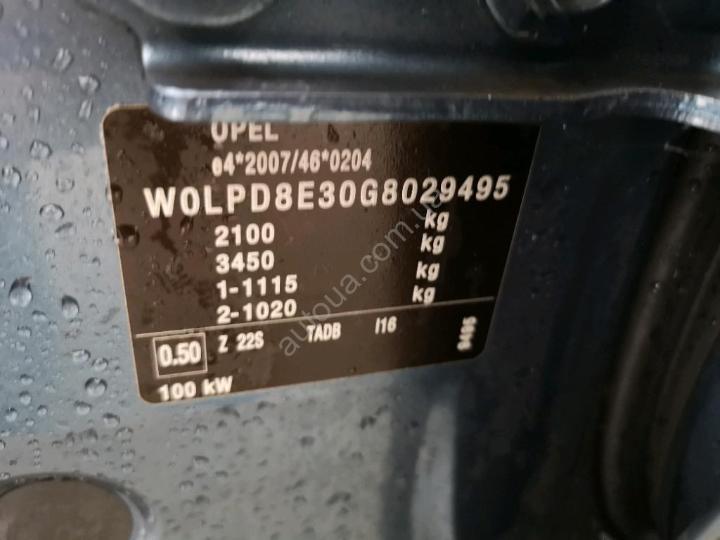 OPEL
e4*2007/46*0204
W0LPD8E30G8029495
2100 kg
3450 kg
1-1115 kg
2-1020 kg
0.50 Z 22S TADB I16 9495
100 kW
autoua.com.ua